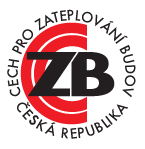 CECH PRO ZATEPLOVÁNÍ BUDOV
ZB
ČESKÁ REPUBLIKA